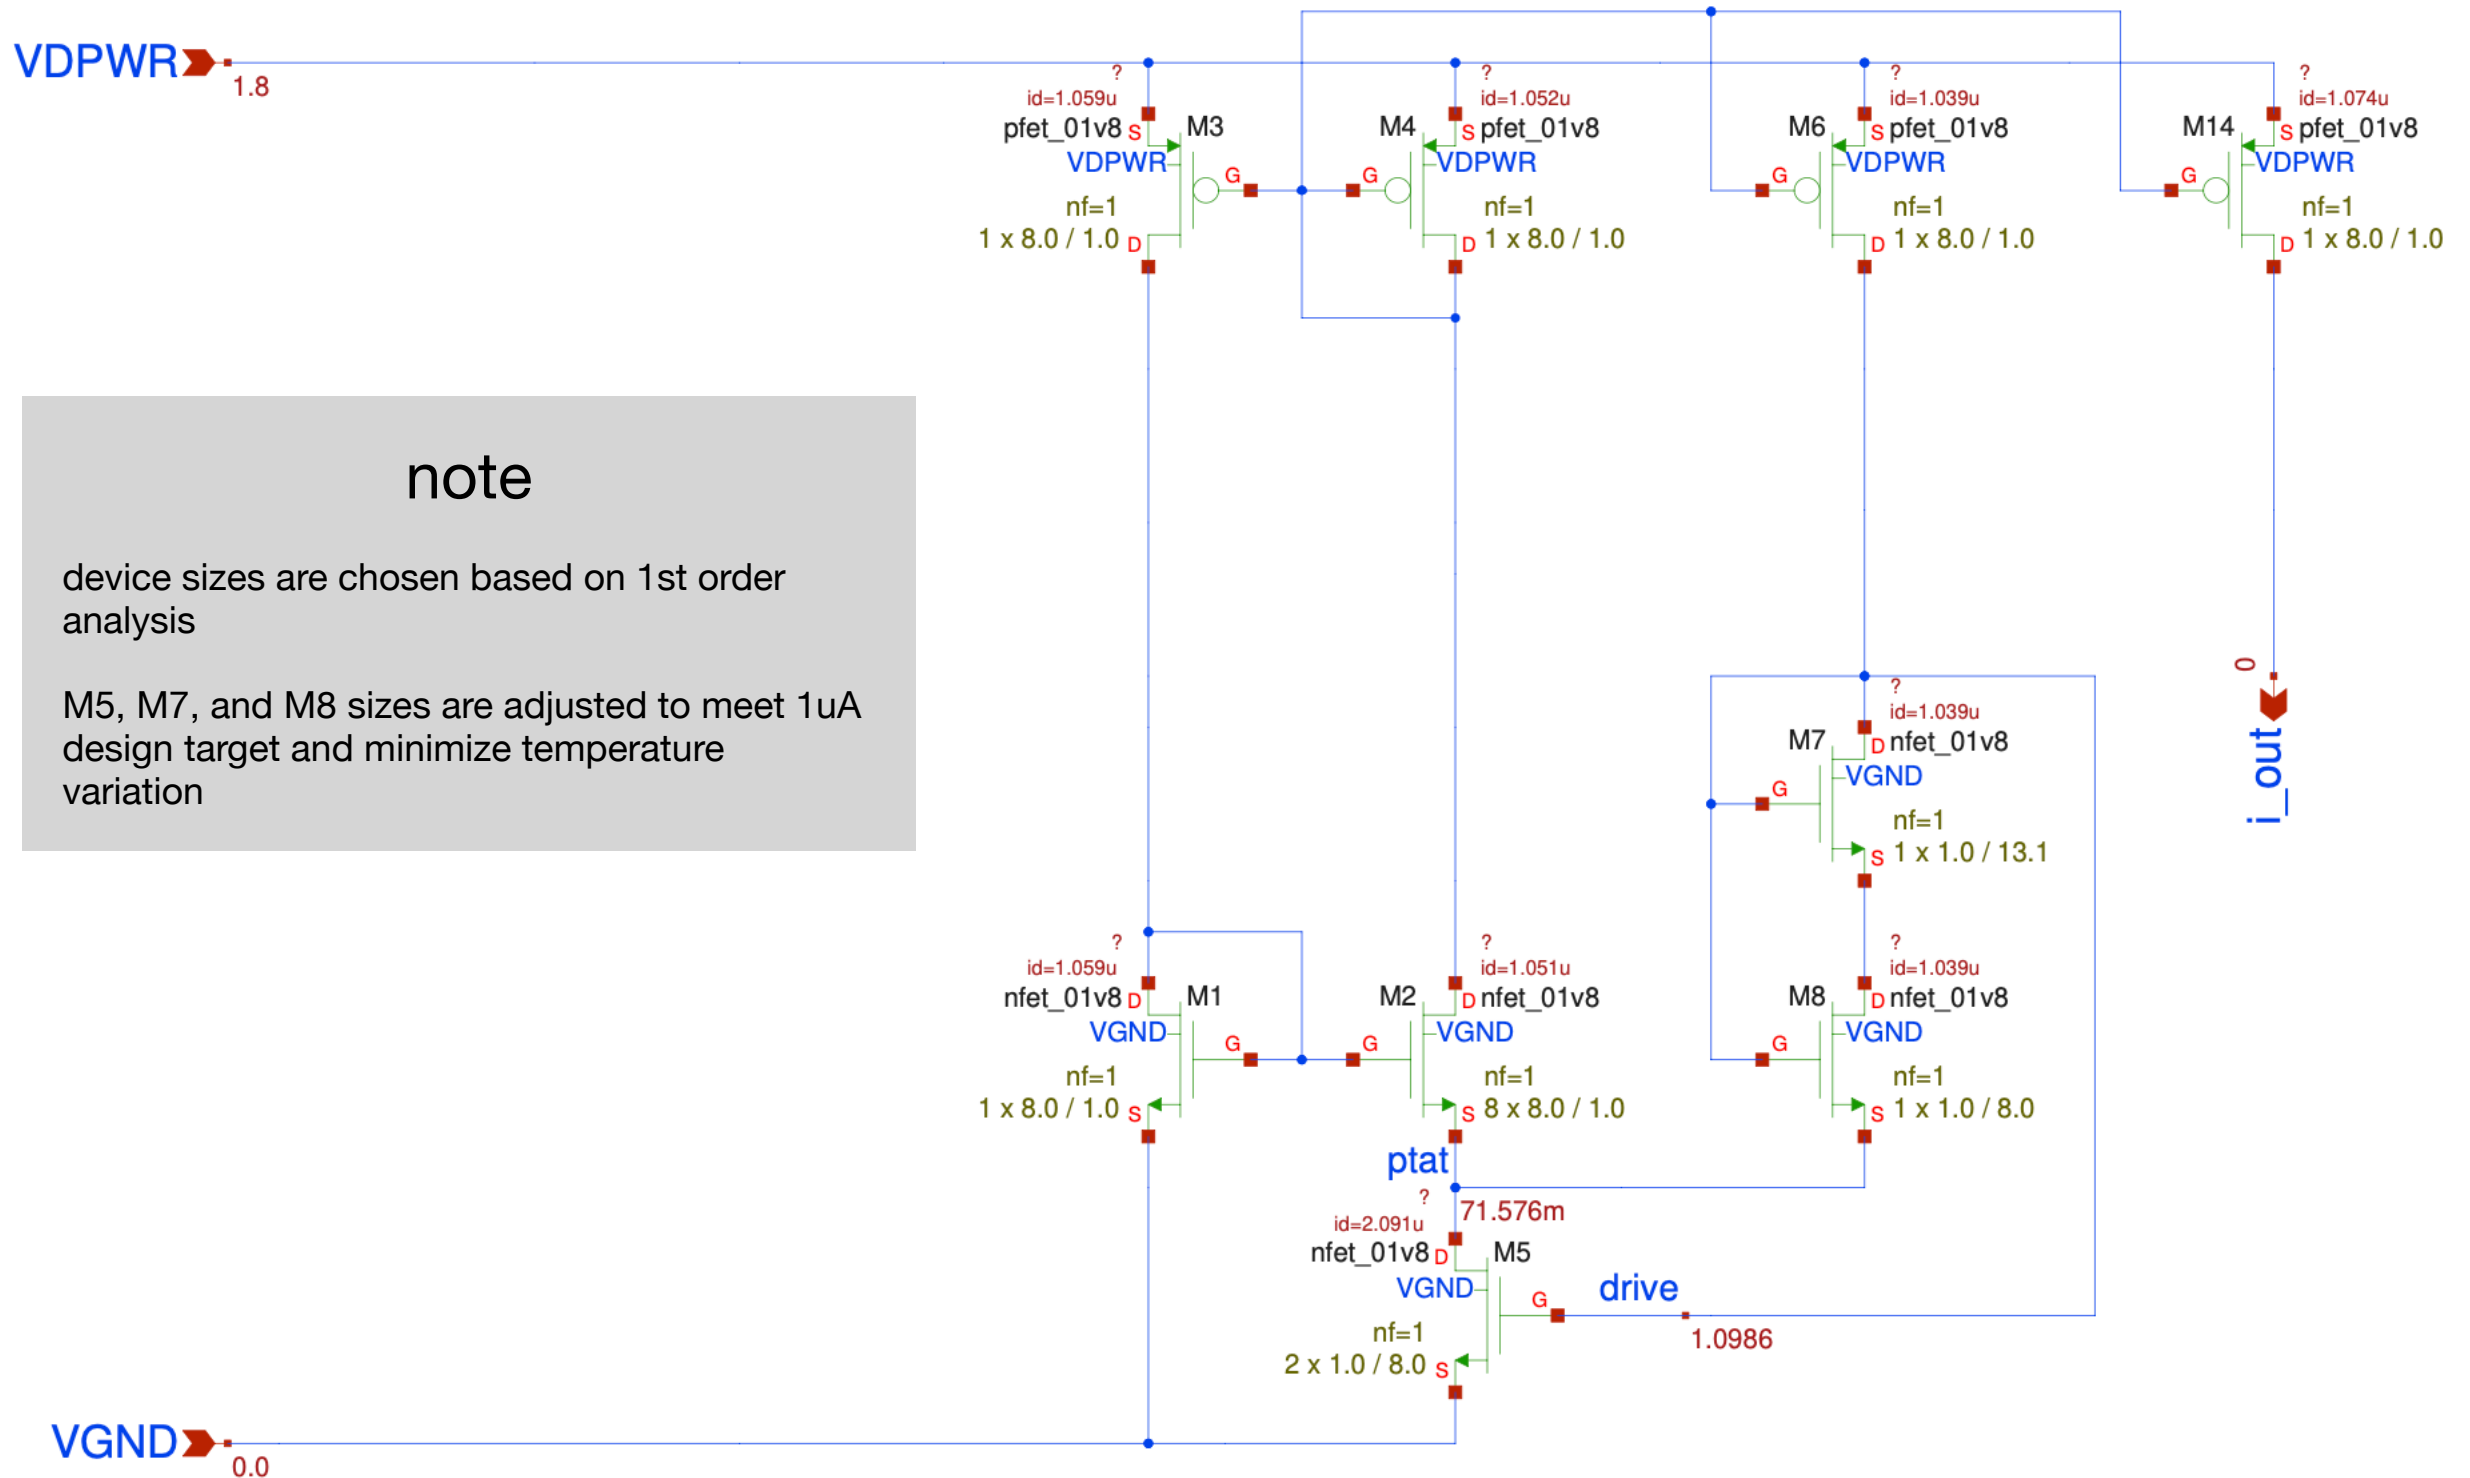 VDPWR
1.8
?
id=1.059u
pfet_01v8 S
M3
VDPWR
G
nf=1
1 x 8.0 / 1.0 D
?
id=1.052u
M4
S pfet_01v8
VDPWR
G
nf=1
D 1 x 8.0 / 1.0
?
id=1.039u
M6
S pfet_01v8
VDPWR
G
nf=1
D 1 x 8.0 / 1.0
?
id=1.074u
M14
S pfet_01v8
VDPWR
G
nf=1
D 1 x 8.0 / 1.0
note
device sizes are chosen based on 1st order
analysis
M5, M7, and M8 sizes are adjusted to meet 1uA
design target and minimize temperature
variation
?
id=1.039u
M7
D nfet_01v8
VGND
G
nf=1
S 1 x 1.0 / 13.1
0
i_out
?
id=1.059u
nfet_01v8 D
M1
VGND
G
nf=1
1 x 8.0 / 1.0 S
?
id=1.051u
M2
D nfet_01v8
VGND
G
nf=1
S 8 x 8.0 / 1.0
?
id=1.039u
M8
D nfet_01v8
VGND
G
nf=1
S 1 x 1.0 / 8.0
ptat
71.576m
?
id=2.091u
nfet_01v8 D
M5
VGND
G
drive
1.0986
nf=1
2 x 1.0 / 8.0 S
VGND
0.0